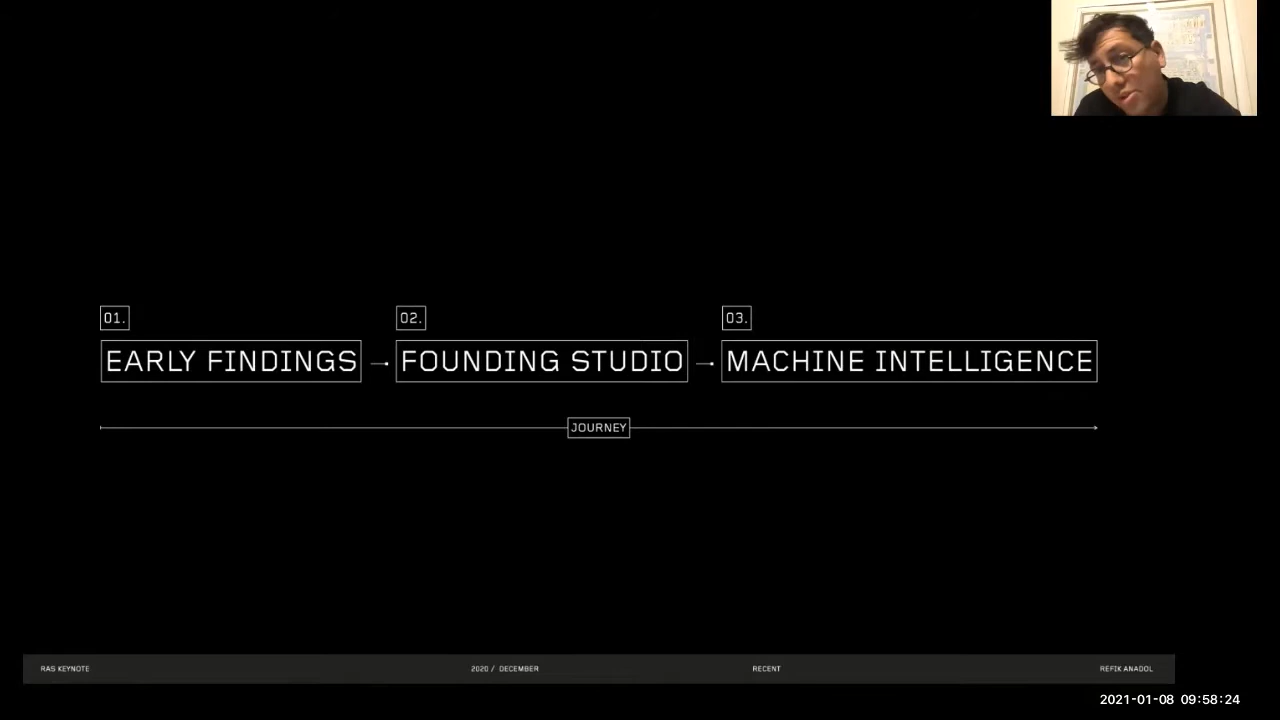 01.
02.
03.
EARLY FINDINGS
FOUNDING STUDIO
MACHINE INTELLIGENCE
JOURNEY
RAS KEYNOTE
2020 / DECEMBER
RECENT
REFIK ANADOL
2021-01-08 09:58:24